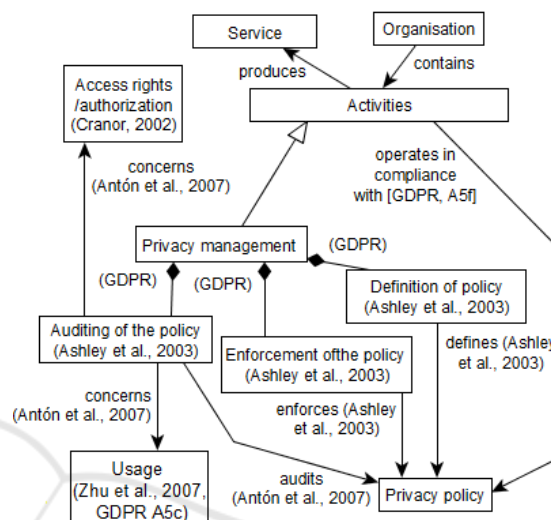 Service
Organisation
produces
contains
Access rights
/authorization
(Cranor, 2002)
Activities
concerns
(Antón et al., 2007)
operates in
compliance
with [GDPR, A5f]
Privacy management
(GDPR)
(GDPR)
(GDPR)
Definition of policy
(Ashley et al., 2003)
Auditing of the policy
(Ashley et al., 2003)
Enforcement ofthe policy
(Ashley et al., 2003)
defines (Ashley
et al., 2003)
concerns
(Antón et al., 2007)
enforces (Ashley
et al., 2003)
Usage
(Zhu et al., 2007,
GDPR A5c)
audits
(Antón et al., 2007)
Privacy policy